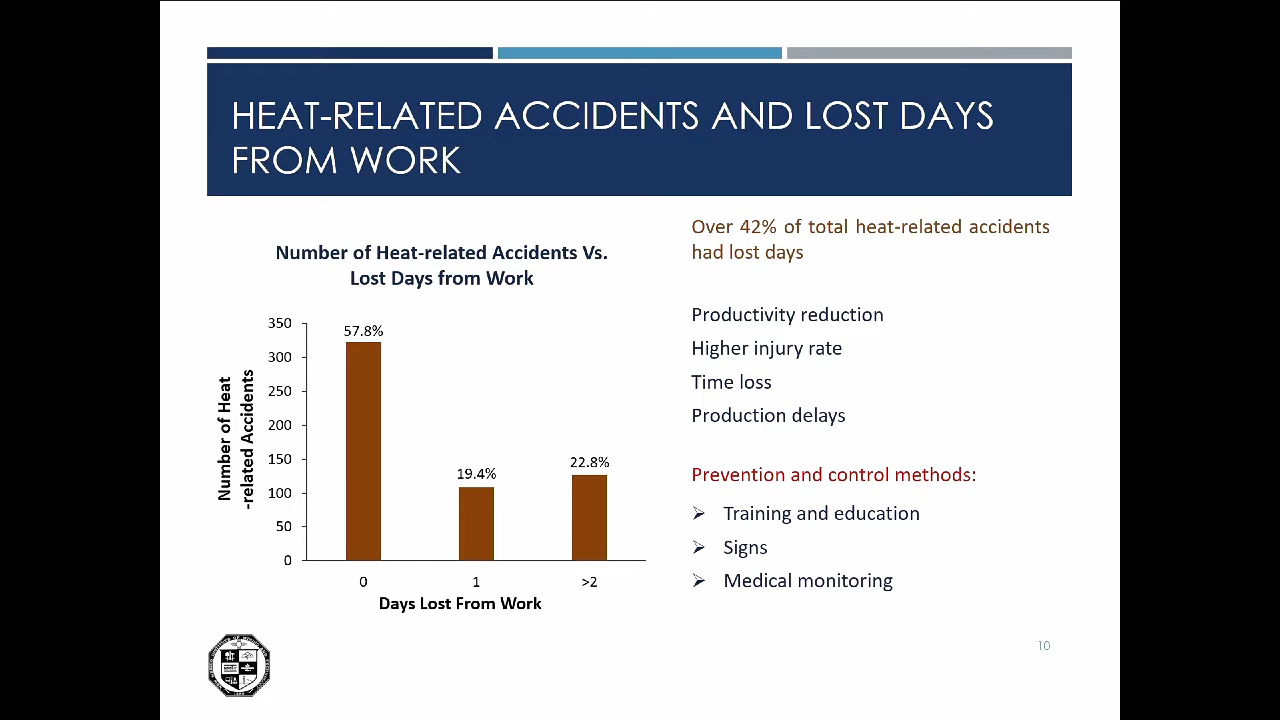 HEAT-RELATED ACCIDENTS AND LOST DAYS
FROM WORK
Number of Heat-related Accidents Vs.
Lost Days from Work
Number of Heat
-related Accidents
350
300
250
200
150
100
50
0
57.8%
19.4%
22.8%
0
1
>2
Days Lost From Work
Over 42% of total heat-related accidents
had lost days
Productivity reduction
Higher injury rate
Time loss
Production delays
Prevention and control methods:
Training and education
Signs
Medical monitoring
10